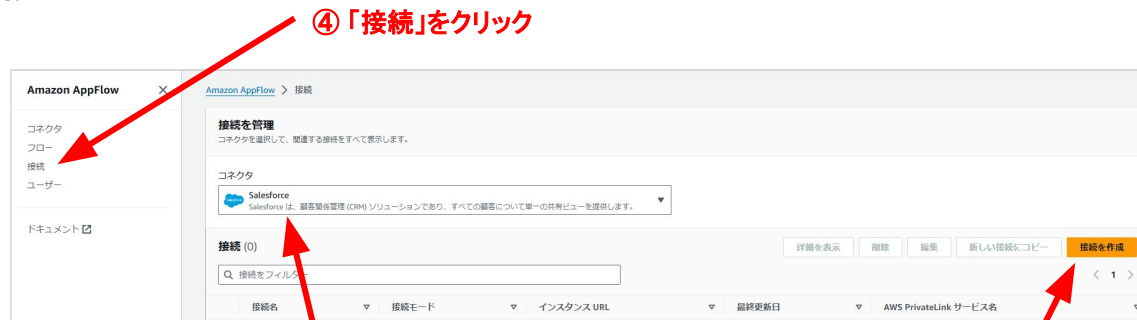 ④「接続」をクリック
Amazon AppFlow
コネクタ
フロー
接続
ユーザー
ドキュメント
Amazon AppFlow > 接続
接続を管理
コネクタを選択して、関連する接続をすべて表示します。
コネクタ
Salesforce
Salesforce は、顧客関係管理 (CRM) ソリューションであり、すべての顧客について単一の共有ビューを提供します。
接続 (0)
詳細を表示 削除 編集 新しい接続にコピー 接続を作成
接続をフィルター
< 1 >
接続名 接続モード インスタンス URL 最終更新日 AWS PrivateLink サービス名